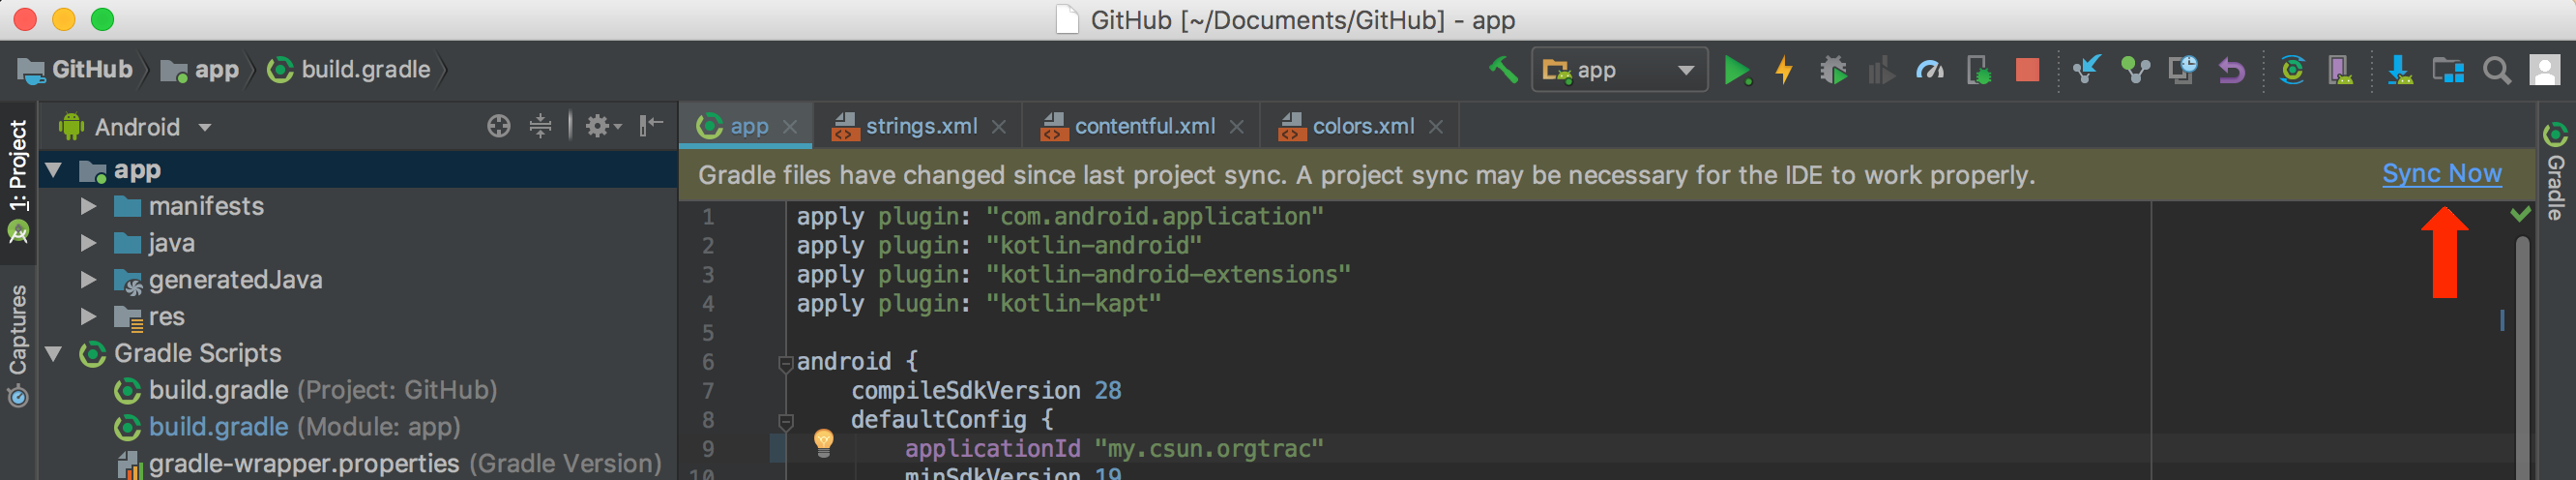 GitHub [~/Documents/GitHub] - app
GitHub app build.gradle
app
1: Project
Captures
Android
app
manifests
java
generatedJava
res
Gradle Scripts
build.gradle (Project: GitHub)
build.gradle (Module: app)
gradle-wrapper.properties (Gradle Version)
app strings.xml contentful.xml colors.xml
Gradle files have changed since last project sync. A project sync may be necessary for the IDE to work properly. Sync Now
1 apply plugin: "com.android.application"
2 apply plugin: "kotlin-android"
3 apply plugin: "kotlin-android-extensions"
4 apply plugin: "kotlin-kapt"
5
6 android {
7 compileSdkVersion 28
8 defaultConfig {
9 applicationId "my.csun.orgtrac"
10 minSdkVersion 19
Gradle